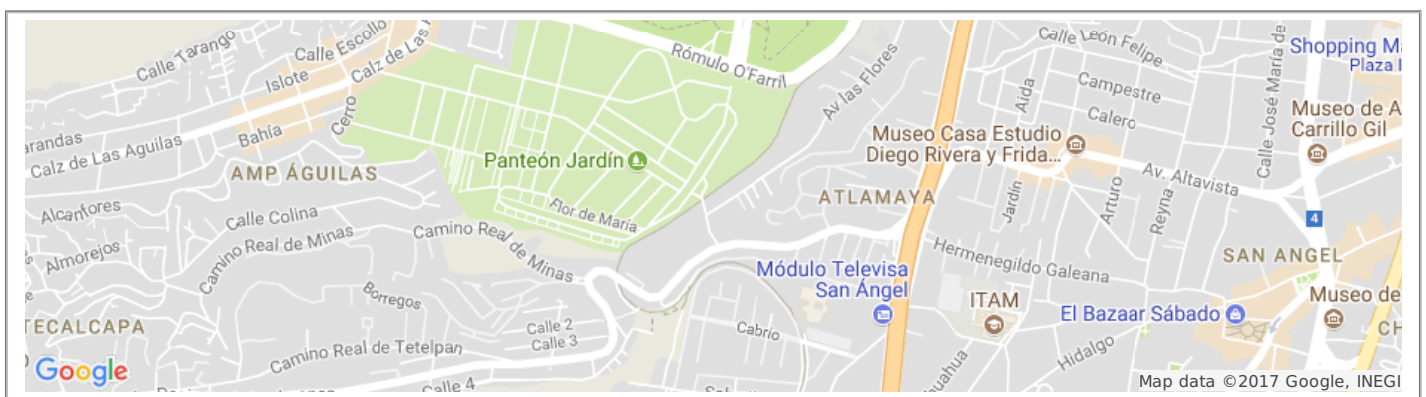 Calle Tarango
Calle Escollo
Islote
Calz de Las
Cerro
Bahía
Calz de Las Aguilas
AMP ÁGUILAS
Alcanfores
Calle Colina
Almorejos
Camino Real de Minas
Borregos
TECALCAPA
Calle 2
Calle 3
Camino Real de Tetelpan
Calle 4
Google
Rómulo O'Farril
Panteón Jardín
Flor de María
Camino Real de Minas
Av las Flores
Museo Casa Estudio
Diego Rivera y Frida...
ATLAMAYA
Módulo Televisa
San Ángel
Cabrio
Calle León Felipe
Aida
Campestre
Calero
Calle José María de
Shopping M
Plaza
Museo de A
Carrillo Gil
Av. Altavista
Jardín
Arturo
Reyna
4
SAN ANGEL
Hermenegildo Galeana
ITAM
El Bazaar Sábado
Museo de
Hidalgo
CH
Map data ©2017 Google, INEGI